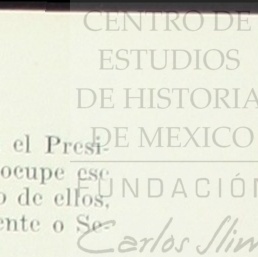 CENTRO DE
ESTUDIOS
DE HISTORIA
DE MEXICO
FUNDACIÓN
Carlos Slim
el Presi-
ocupe ese
o de ellos,
ente o Se-